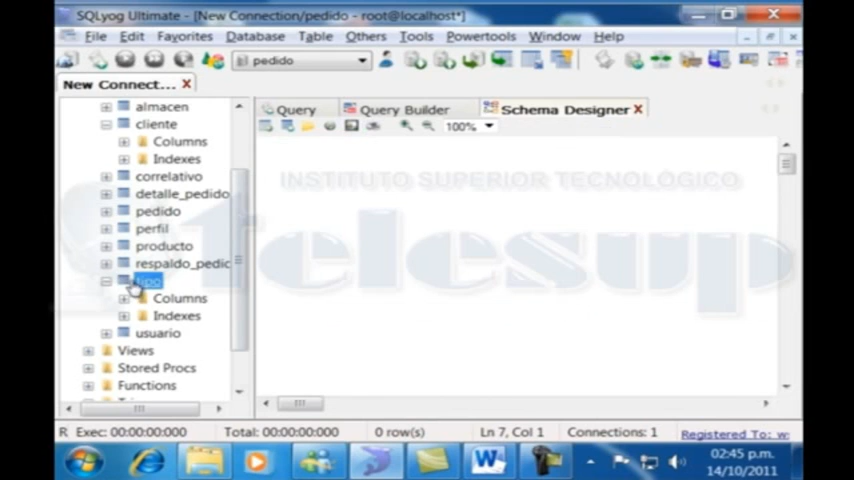 SQLyog Ultimate - [New Connection/pedido - root@localhost*]
File Edit Favorites Database Table Others Tools Powertools Window Help
pedido
New Connect...
almacen
cliente
Columns
Indexes
correlativo
detalle_pedido
pedido
perfil
producto
respaldo_pedic
tipo
Columns
Indexes
usuario
Views
Stored Procs
Functions
Query
Query Builder
Schema Designer
100%
INSTITUTO SUPERIOR TECNOLÓGICO
telesup
R Exec: 00:00:00:000 Total: 00:00:00:000 0 row(s) Ln 7, Col 1 Connections: 1 Registered To: w
02:45 p.m.
14/10/2011